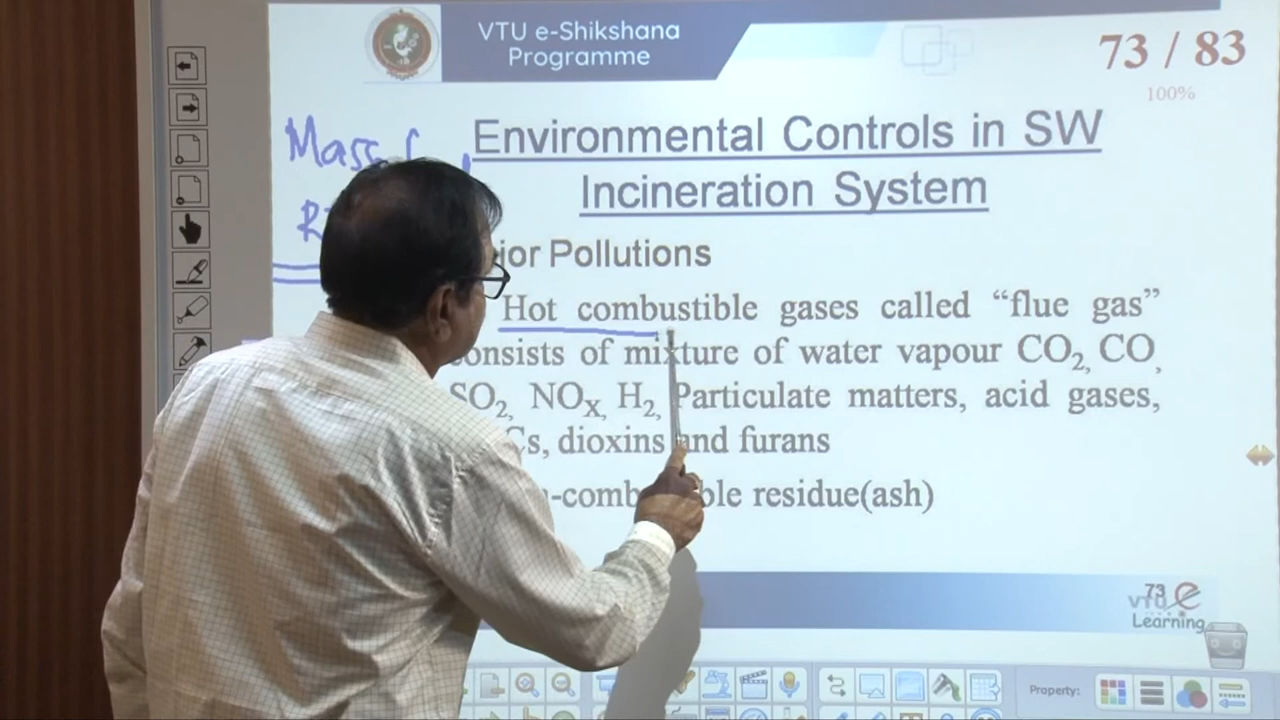 VTU e-Shikshana
Programme
73 / 83
100%
Mass
Environmental Controls in SW
Incineration System
Pollutions
Hot combustible gases called “flue gas”
of mixture of water vapour CO2, CO,
SO2, NOX, H2, Particulate matters, acid gases,
dioxins and furans
residue(ash)
73
VTU e
Learning
Property: